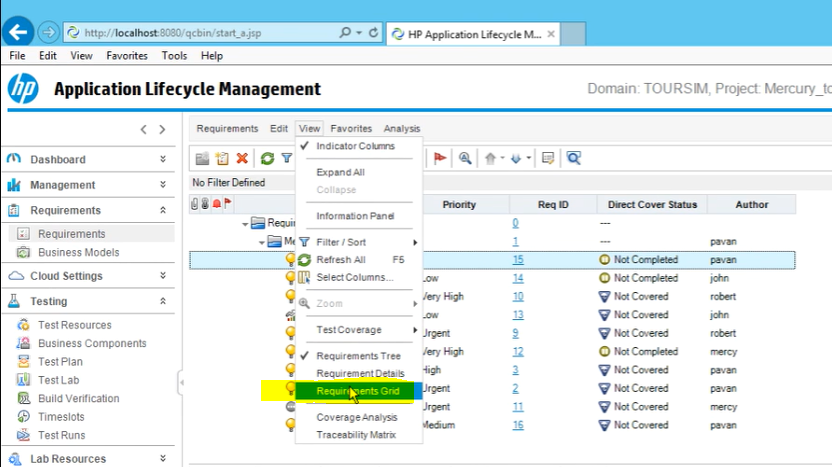 http://localhost:8080/qcbin/start_a.jsp
HP Application Lifecycle M...
File Edit View Favorites Tools Help
hp Application Lifecycle Management
Domain: TOURSIM, Project: Mercury_to
Requirements Edit View Favorites Analysis
Indicator Columns
Expand All
Collapse
Information Panel
Filter / Sort
Refresh All F5
Select Columns...
Zoom
Test Coverage
Requirements Tree
Requirement Details
Requirements Grid
Coverage Analysis
Traceability Matrix
Dashboard
Management
Requirements
Requirements
Business Models
Cloud Settings
Testing
Test Resources
Business Components
Test Plan
Test Lab
Build Verification
Timeslots
Test Runs
Lab Resources
No Filter Defined
Priority Req ID Direct Cover Status Author
Requi 0 ---
Me 1 --- pavan
15 Not Completed pavan
Low 14 Not Completed john
Very High 10 Not Covered robert
Low 13 Not Covered john
Urgent 9 Not Covered robert
Very High 12 Not Completed mercy
High 3 Not Covered pavan
Urgent 2 Not Covered pavan
Urgent 11 Not Covered mercy
Medium 16 Not Covered pavan